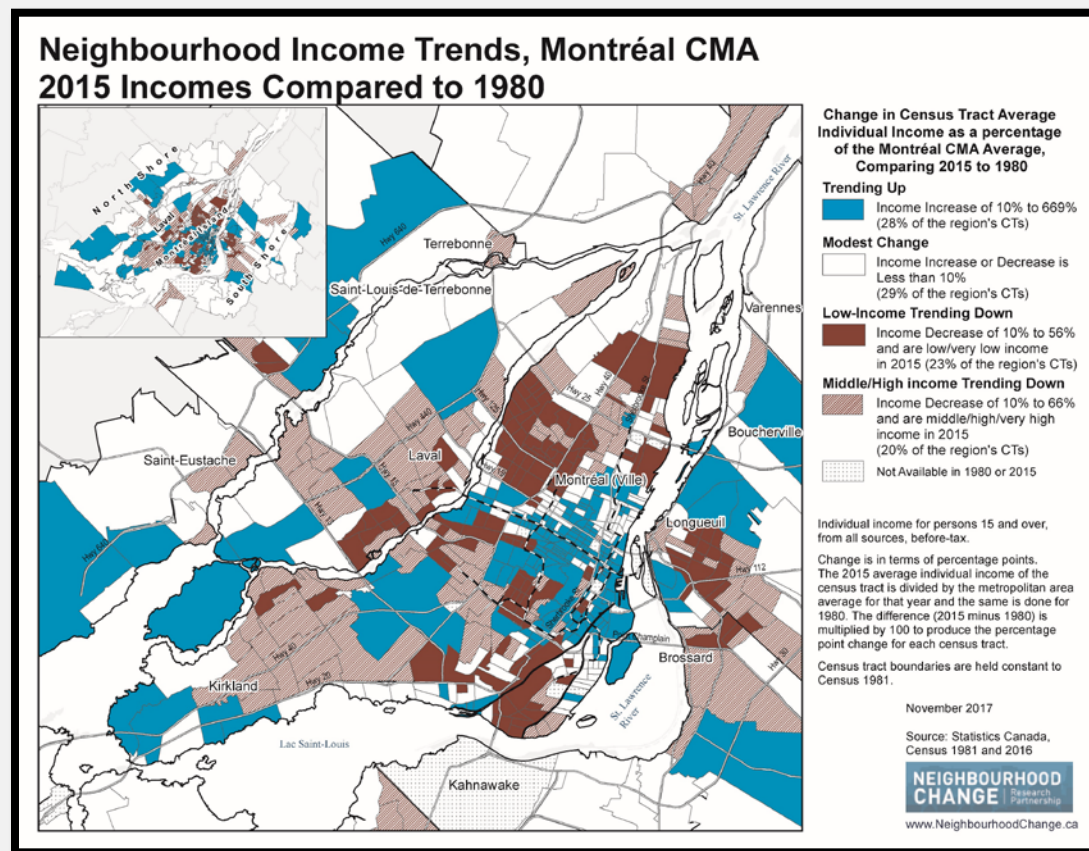 Neighbourhood Income Trends, Montréal CMA
2015 Incomes Compared to 1980
North Shore
Laval
Montréal Island
South Shore
Change in Census Tract Average
Individual Income as a percentage
of the Montréal CMA Average,
Comparing 2015 to 1980
Trending Up
Income Increase of 10% to 669%
(28% of the region's CTs)
Modest Change
Income Increase or Decrease is
Less than 10%
(29% of the region's CTs)
Low-Income Trending Down
Income Decrease of 10% to 56%
and are low/very low income
in 2015 (23% of the region's CTs)
Middle/High income Trending Down
Income Decrease of 10% to 66%
and are middle/high/very high
income in 2015
(20% of the region's CTs)
Not Available in 1980 or 2015
Individual income for persons 15 and over,
from all sources, before-tax.
Change is in terms of percentage points.
The 2015 average individual income of the
census tract is divided by the metropolitan area
average for that year and the same is done for
1980. The difference (2015 minus 1980) is
multiplied by 100 to produce the percentage
point change for each census tract.
Census tract boundaries are held constant to
Census 1981.
November 2017
Source: Statistics Canada,
Census 1981 and 2016
NEIGHBOURHOOD
CHANGE
Research
Partnership
www.NeighbourhoodChange.ca
Hwy 40
St. Lawrence River
Hwy 640
Terrebonne
Saint-Louis-de-Terrebonne
Varennes
Hwy 25
Hwy 40
Hwy 440
Boucherville
Saint-Eustache
Laval
Hwy 15
Montréal (Ville)
Hwy 15
Longueuil
Hwy 640
Hwy 112
Champlain
Hwy 40
Brossard
Hwy 30
Kirkland
Hwy 20
St. Lawrence
River
Lac Saint-Louis
Kahnawake